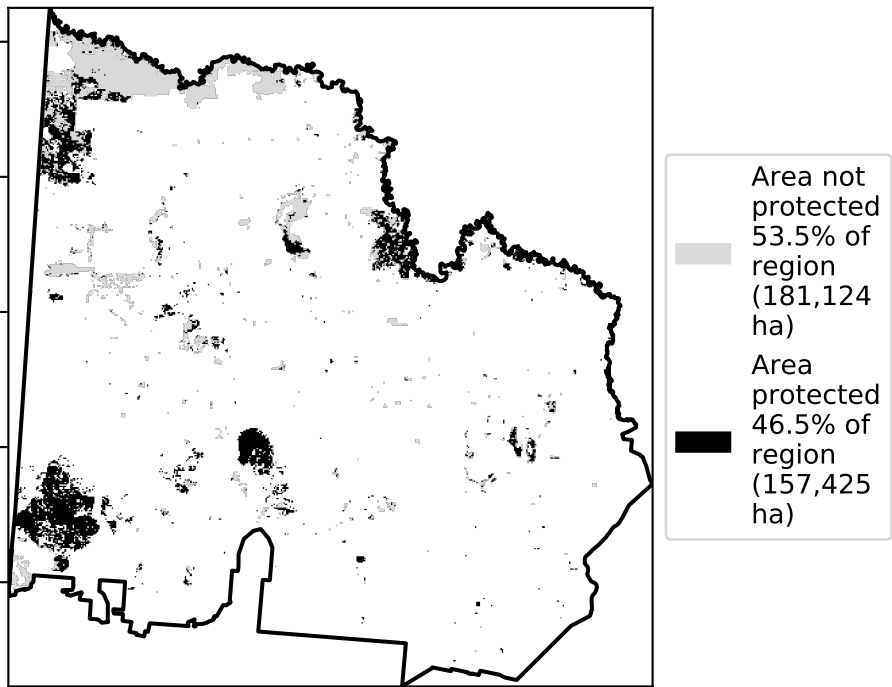 Area not
protected
53.5% of
region
(181,124
ha)
Area
protected
46.5% of
region
(157,425
ha)